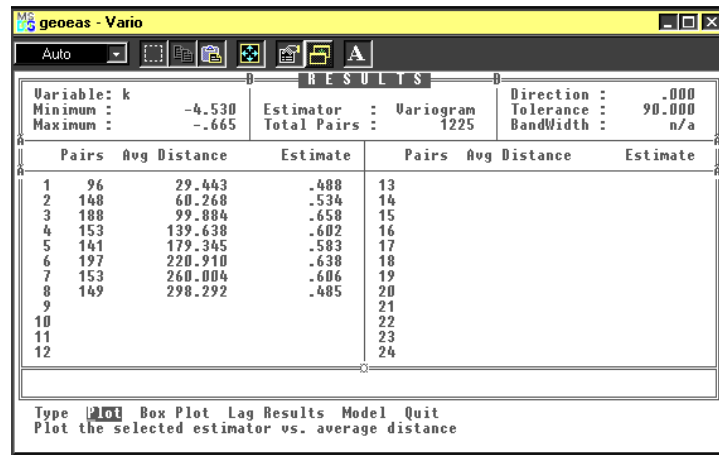 geoeas - Vario
Auto
A
RESULTS
Variable: k
Minimum : -4.530
Maximum : -.665
Estimator : Variogram
Total Pairs : 1225
Direction : .000
Tolerance : 90.000
BandWidth : n/a
Pairs Avg Distance Estimate Pairs Avg Distance Estimate
1 96 29.443 .488 13
2 148 60.268 .534 14
3 188 99.884 .658 15
4 153 139.638 .602 16
5 141 179.345 .583 17
6 197 220.910 .638 18
7 153 260.004 .606 19
8 149 298.292 .485 20
9 21
10 22
11 23
12 24
Type Plot Box Plot Lag Results Model Quit
Plot the selected estimator vs. average distance